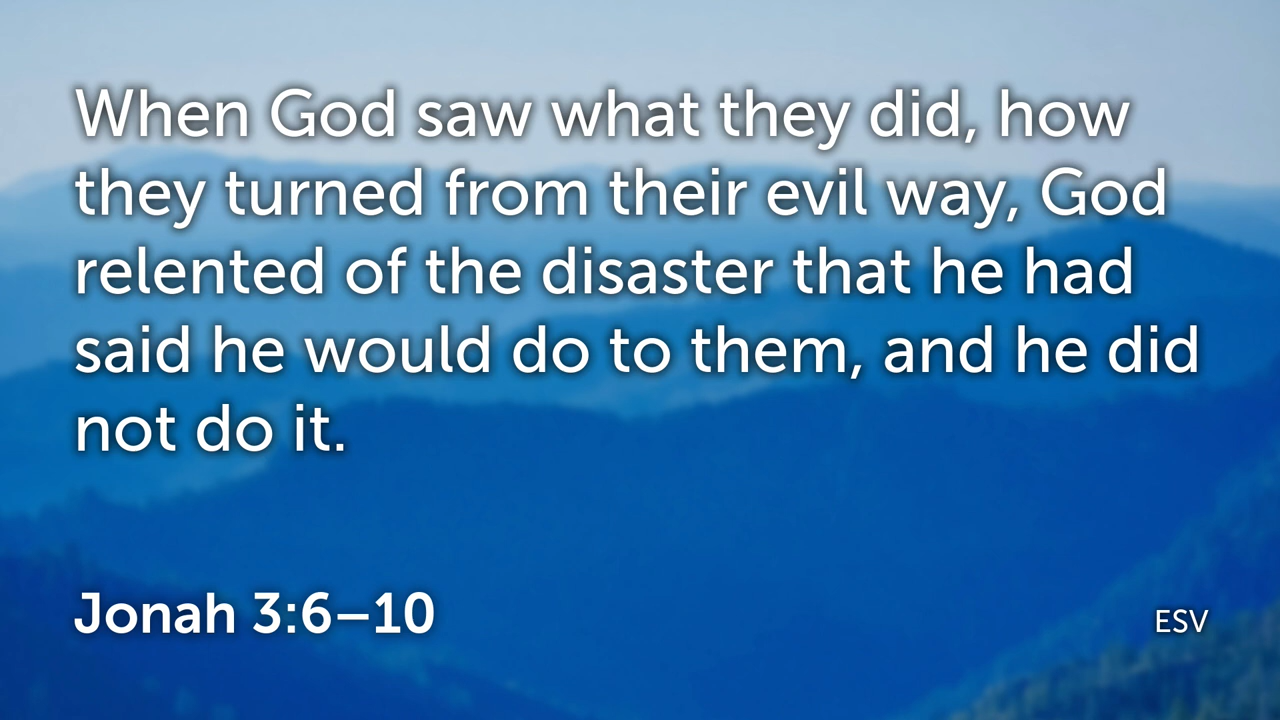 When God saw what they did, how
they turned from their evil way, God
relented of the disaster that he had
said he would do to them, and he did
not do it.
Jonah 3:6–10
ESV